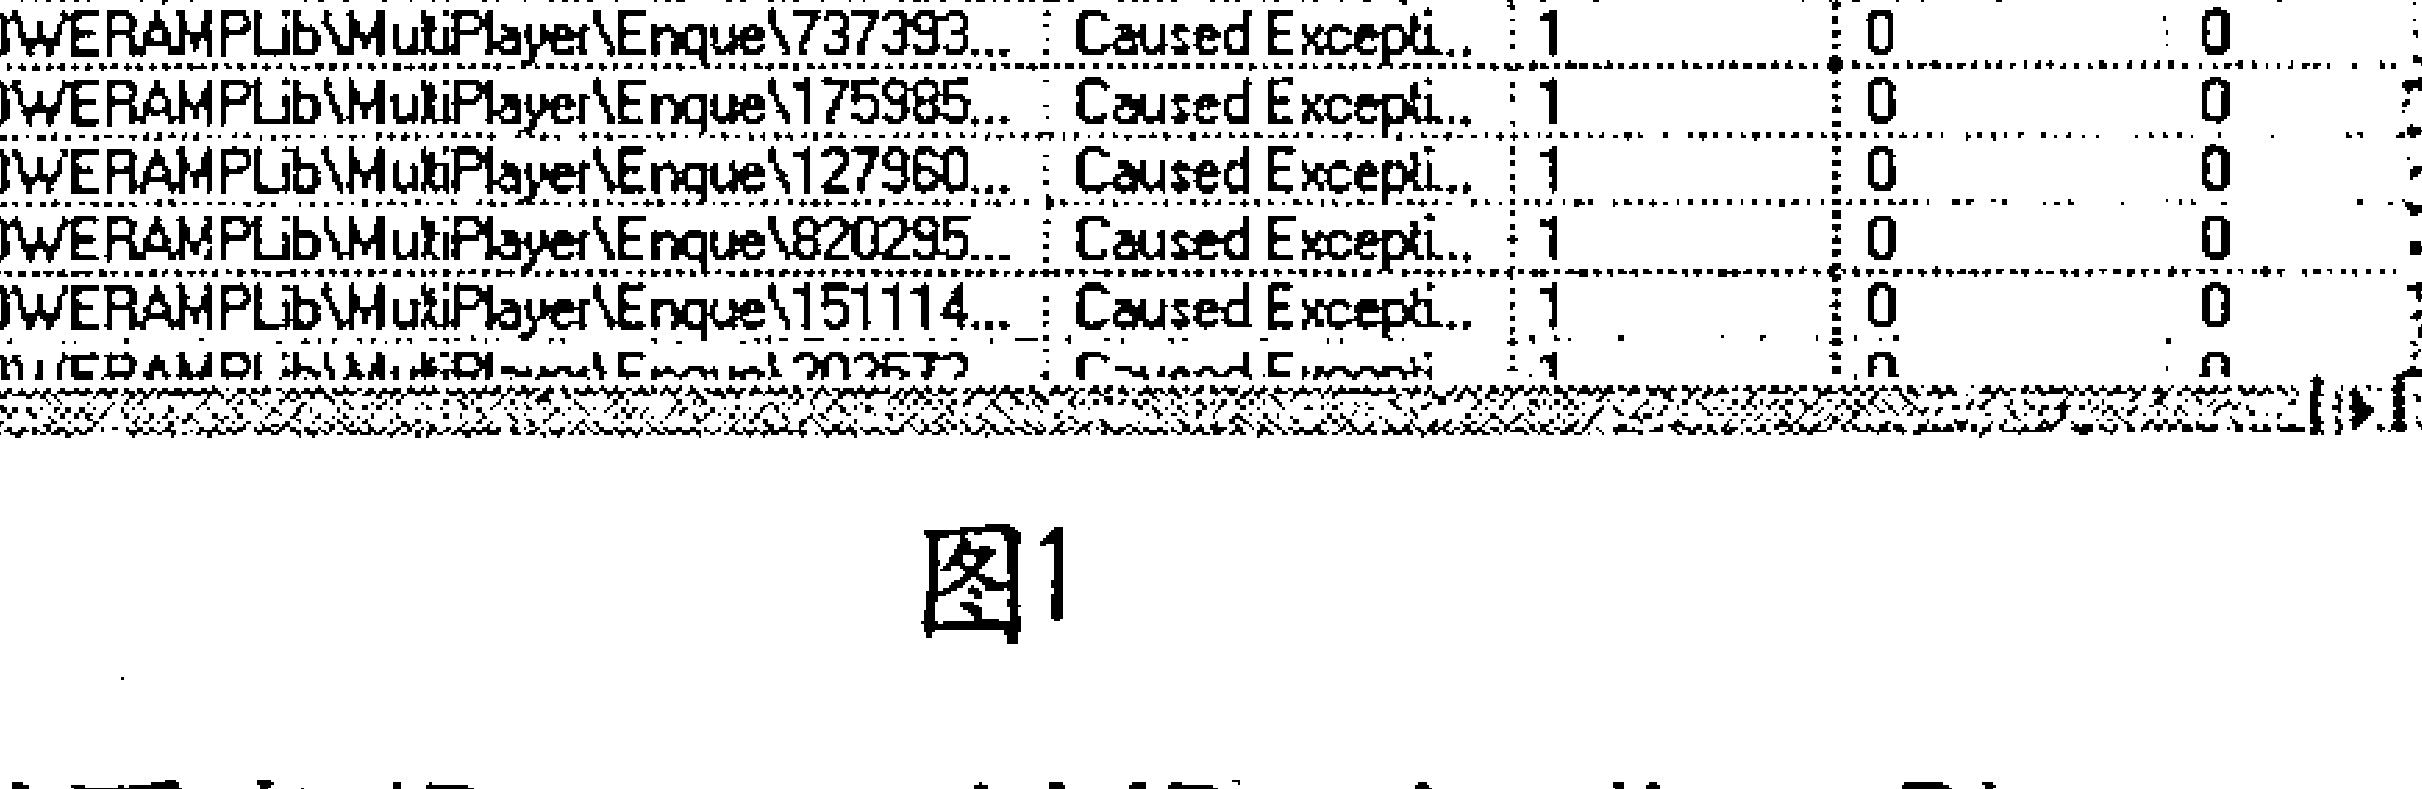 WERAMPLib\MultiPlayer\Enque\737393... Caused Excepti... 1 0 0
WERAMPLib\MultiPlayer\Enque\175985... Caused Excepti... 1 0 0
WERAMPLib\MultiPlayer\Enque\127960... Caused Excepti... 1 0 0
WERAMPLib\MultiPlayer\Enque\820295... Caused Excepti... 1 0 0
WERAMPLib\MultiPlayer\Enque\151114... Caused Excepti... 1 0 0
图1